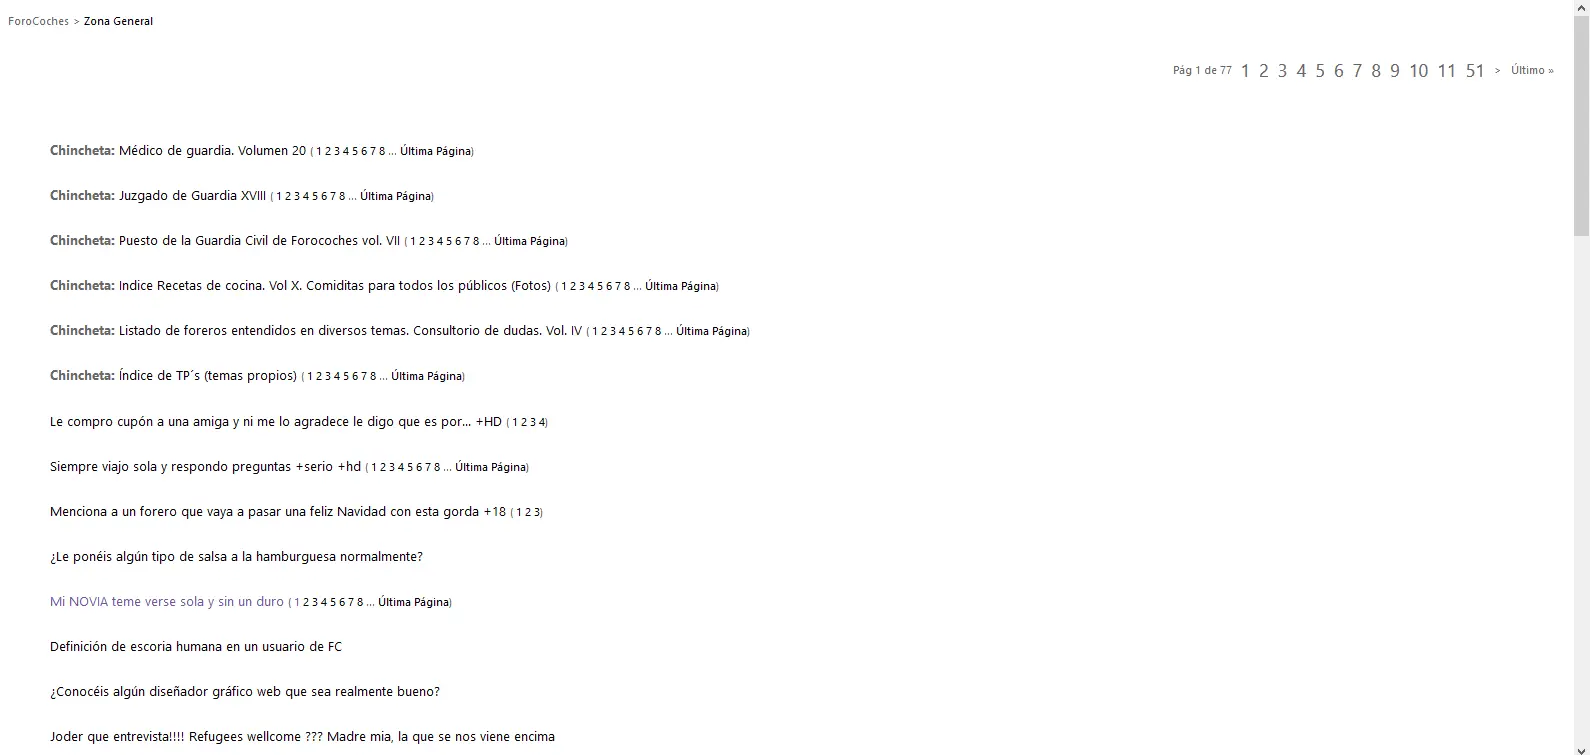 ForoCoches > Zona General
Pág 1 de 77 1 2 3 4 5 6 7 8 9 10 11 51 > Último »
Chincheta: Médico de guardia. Volumen 20 ( 1 2 3 4 5 6 7 8 ... Última Página)
Chincheta: Juzgado de Guardia XVIII ( 1 2 3 4 5 6 7 8 ... Última Página)
Chincheta: Puesto de la Guardia Civil de Forocoches vol. VII ( 1 2 3 4 5 6 7 8 ... Última Página)
Chincheta: Indice Recetas de cocina. Vol X. Comiditas para todos los públicos (Fotos) ( 1 2 3 4 5 6 7 8 ... Última Página)
Chincheta: Listado de foreros entendidos en diversos temas. Consultorio de dudas. Vol. IV ( 1 2 3 4 5 6 7 8 ... Última Página)
Chincheta: Índice de TP´s (temas propios) ( 1 2 3 4 5 6 7 8 ... Última Página)
Le compro cupón a una amiga y ni me lo agradece le digo que es por... +HD ( 1 2 3 4)
Siempre viajo sola y respondo preguntas +serio +hd ( 1 2 3 4 5 6 7 8 ... Última Página)
Menciona a un forero que vaya a pasar una feliz Navidad con esta gorda +18 ( 1 2 3)
¿Le ponéis algún tipo de salsa a la hamburguesa normalmente?
Mi NOVIA teme verse sola y sin un duro ( 1 2 3 4 5 6 7 8 ... Última Página)
Definición de escoria humana en un usuario de FC
¿Conocéis algún diseñador gráfico web que sea realmente bueno?
Joder que entrevista!!!! Refugees wellcome ??? Madre mia, la que se nos viene encima